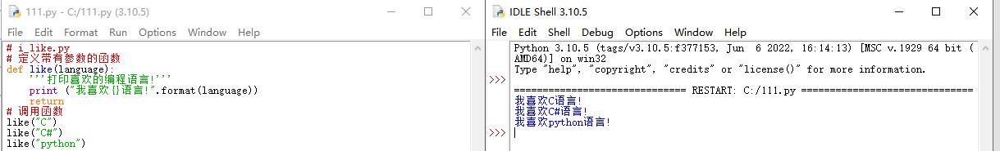 111.py - C:/111.py (3.10.5)
File Edit Format Run Options Window Help
# i_like.py
# 定义带有参数的函数
def like(language):
    '''打印喜欢的编程语言!'''
    print ("我喜欢{}语言!".format(language))
    return
# 调用函数
like("C")
like("C#")
like("python")
IDLE Shell 3.10.5
File Edit Shell Debug Options Window Help
Python 3.10.5 (tags/v3.10.5:f377153, Jun  6 2022, 16:14:13) [MSC v.1929 64 bit (
AMD64)] on win32
Type "help", "copyright", "credits" or "license()" for more information.
>>>
============================= RESTART: C:/111.py =============================
我喜欢C语言!
我喜欢C#语言!
我喜欢python语言!
>>>